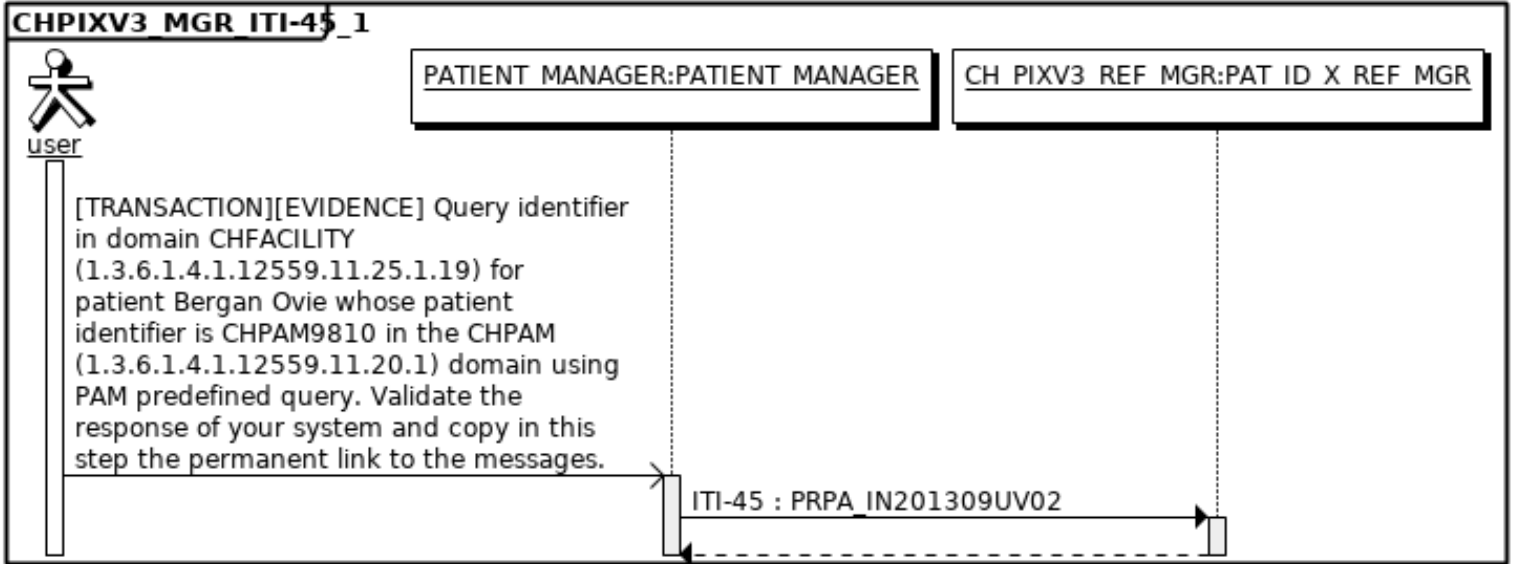 CHPIXV3_MGR_ITI-45_1
PATIENT_MANAGER:PATIENT_MANAGER
CH_PIXV3_REF_MGR:PAT_ID_X_REF_MGR
user
[TRANSACTION][EVIDENCE] Query identifier
in domain CHFACILITY
(1.3.6.1.4.1.12559.11.25.1.19) for
patient Bergan Ovie whose patient
identifier is CHPAM9810 in the CHPAM
(1.3.6.1.4.1.12559.11.20.1) domain using
PAM predefined query. Validate the
response of your system and copy in this
step the permanent link to the messages.
ITI-45 : PRPA_IN201309UV02